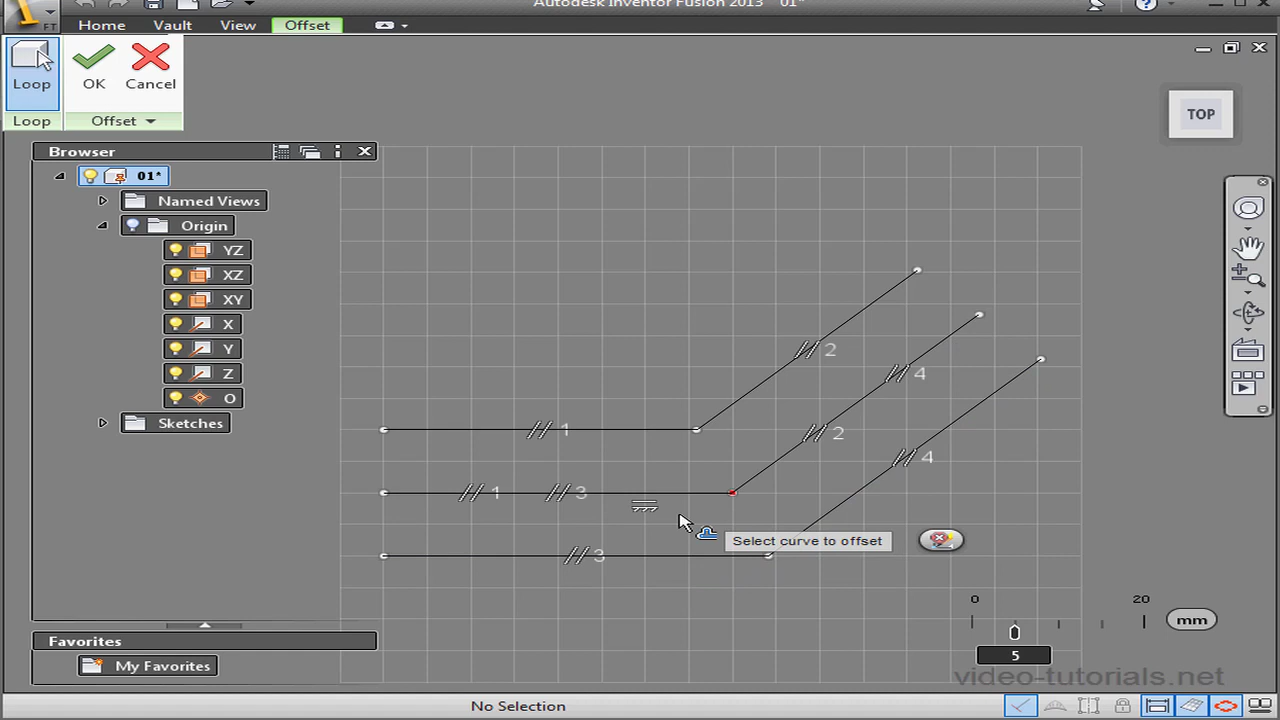 Autodesk Inventor Fusion 2013 01*
FT
Home Vault View Offset
Loop OK Cancel
Loop Offset
TOP
Browser
01*
Named Views
Origin
YZ
XZ
XY
X
Y
Z
O
Sketches
2
4
1 2
4
1 3
3
Select curve to offset
0 20
mm
5
Favorites
My Favorites
video-tutorials.net
No Selection